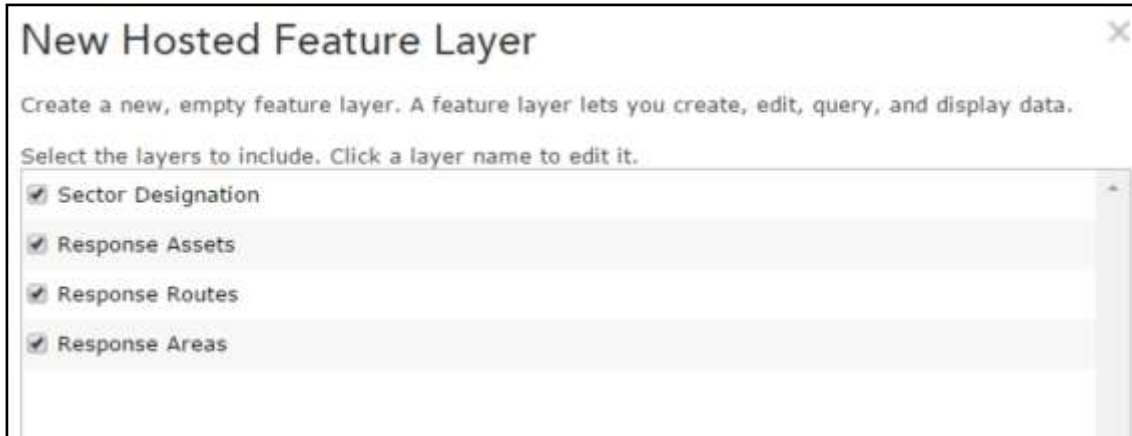 New Hosted Feature Layer
Create a new, empty feature layer. A feature layer lets you create, edit, query, and display data.
Select the layers to include. Click a layer name to edit it.
Sector Designation
Response Assets
Response Routes
Response Areas